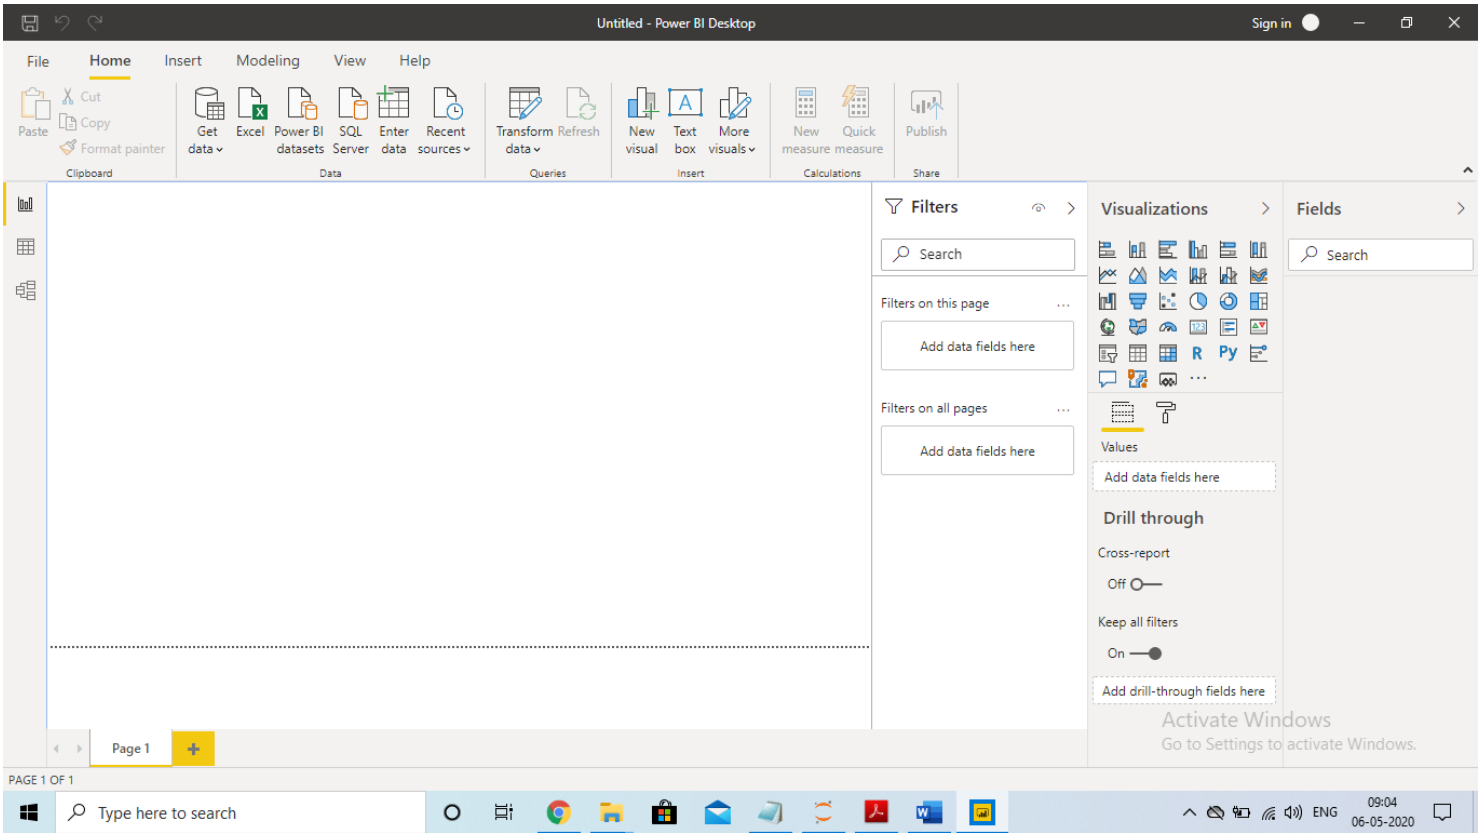 Untitled - Power BI Desktop
Sign in
File Home Insert Modeling View Help
Cut
Copy
Format painter
Paste
Clipboard
Get data
Excel
Power BI datasets
SQL Server
Enter data
Recent sources
Data
Transform data
Refresh
Queries
New visual
Text box
More visuals
Insert
New measure
Quick measure
Calculations
Publish
Share
Filters
Search
Filters on this page
Add data fields here
Filters on all pages
Add data fields here
Visualizations
123
R Py
Values
Add data fields here
Drill through
Cross-report
Off
Keep all filters
On
Add drill-through fields here
Fields
Search
Activate Windows
Go to Settings to activate Windows.
Page 1
PAGE 1 OF 1
Type here to search
ENG
09:04
06-05-2020